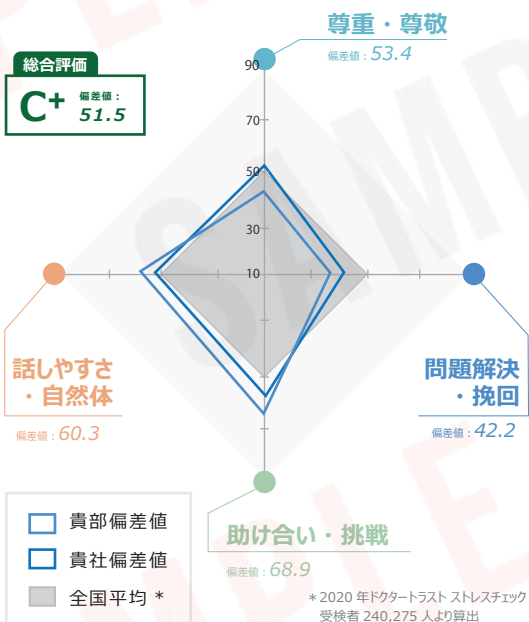 尊重・尊敬
偏差値：53.4
総合評価
C+
偏差値：
51.5
90
70
50
30
10
話しやすさ
・自然体
偏差値：60.3
問題解決
・挽回
偏差値：42.2
助け合い・挑戦
偏差値：68.9
貴部偏差値
貴社偏差値
全国平均 *
＊2020 年ドクタートラスト ストレスチェック
受検者 240,275 人より算出
SAMPLE